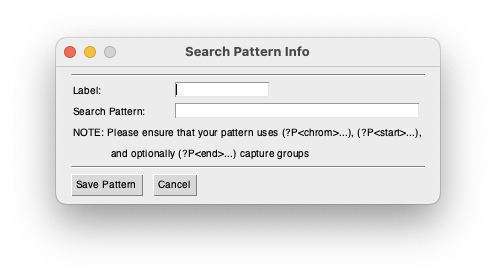 Search Pattern Info
Label:
Search Pattern:
NOTE: Please ensure that your pattern uses (?P<chrom>...), (?P<start>...),
and optionally (?P<end>...) capture groups
Save Pattern Cancel